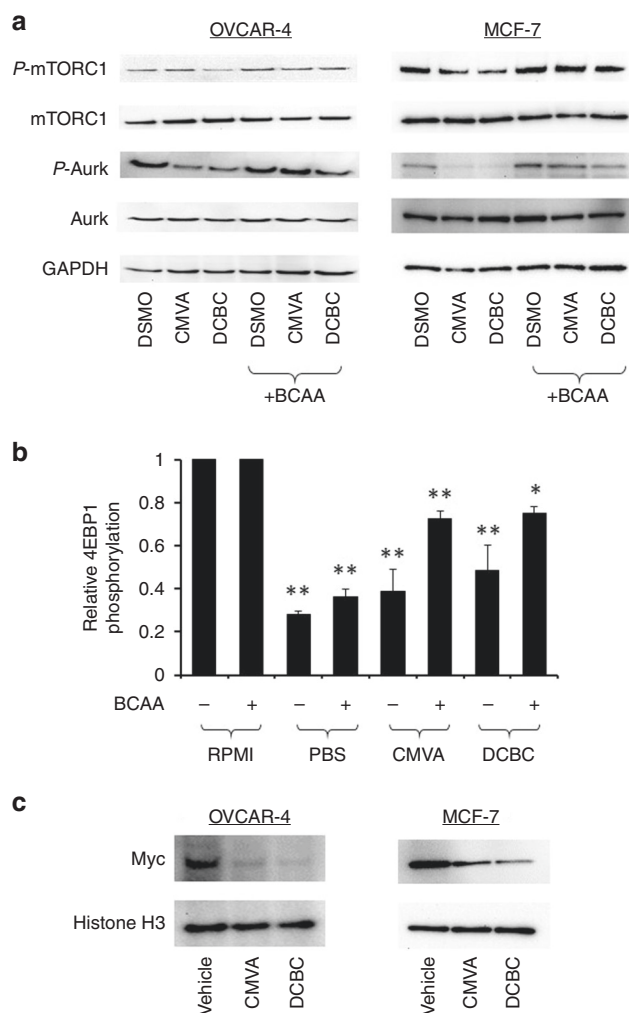 a
OVCAR-4 MCF-7
P-mTORC1
mTORC1
P-Aurk
Aurk
GAPDH
DSMO CMVA DCBC DSMO CMVA DCBC DSMO CMVA DCBC DSMO CMVA DCBC
+BCAA +BCAA
b
Relative 4EBP1
phosphorylation
1
0.8
0.6
0.4
0.2
0
** ** ** ** ** *
BCAA – + – + – + – +
RPMI PBS CMVA DCBC
c
OVCAR-4 MCF-7
Myc
Histone H3
Vehicle CMVA DCBC Vehicle CMVA DCBC